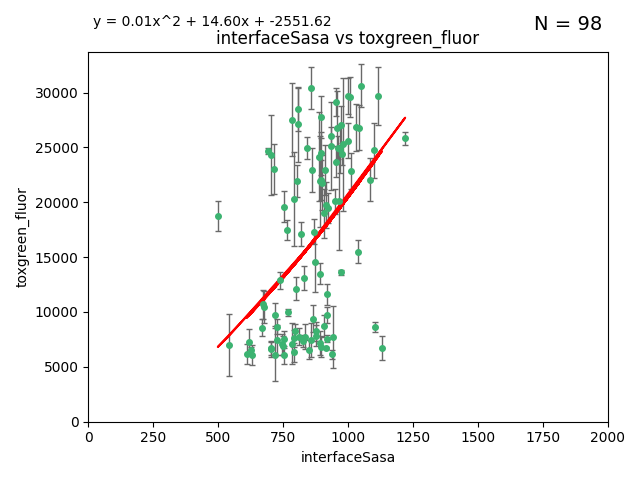 y = 0.01x^2 + 14.60x + -2551.62
N = 98
interfaceSasa vs toxgreen_fluor
30000
25000
20000
15000
10000
5000
0
toxgreen_fluor
0 250 500 750 1000 1250 1500 1750 2000
interfaceSasa